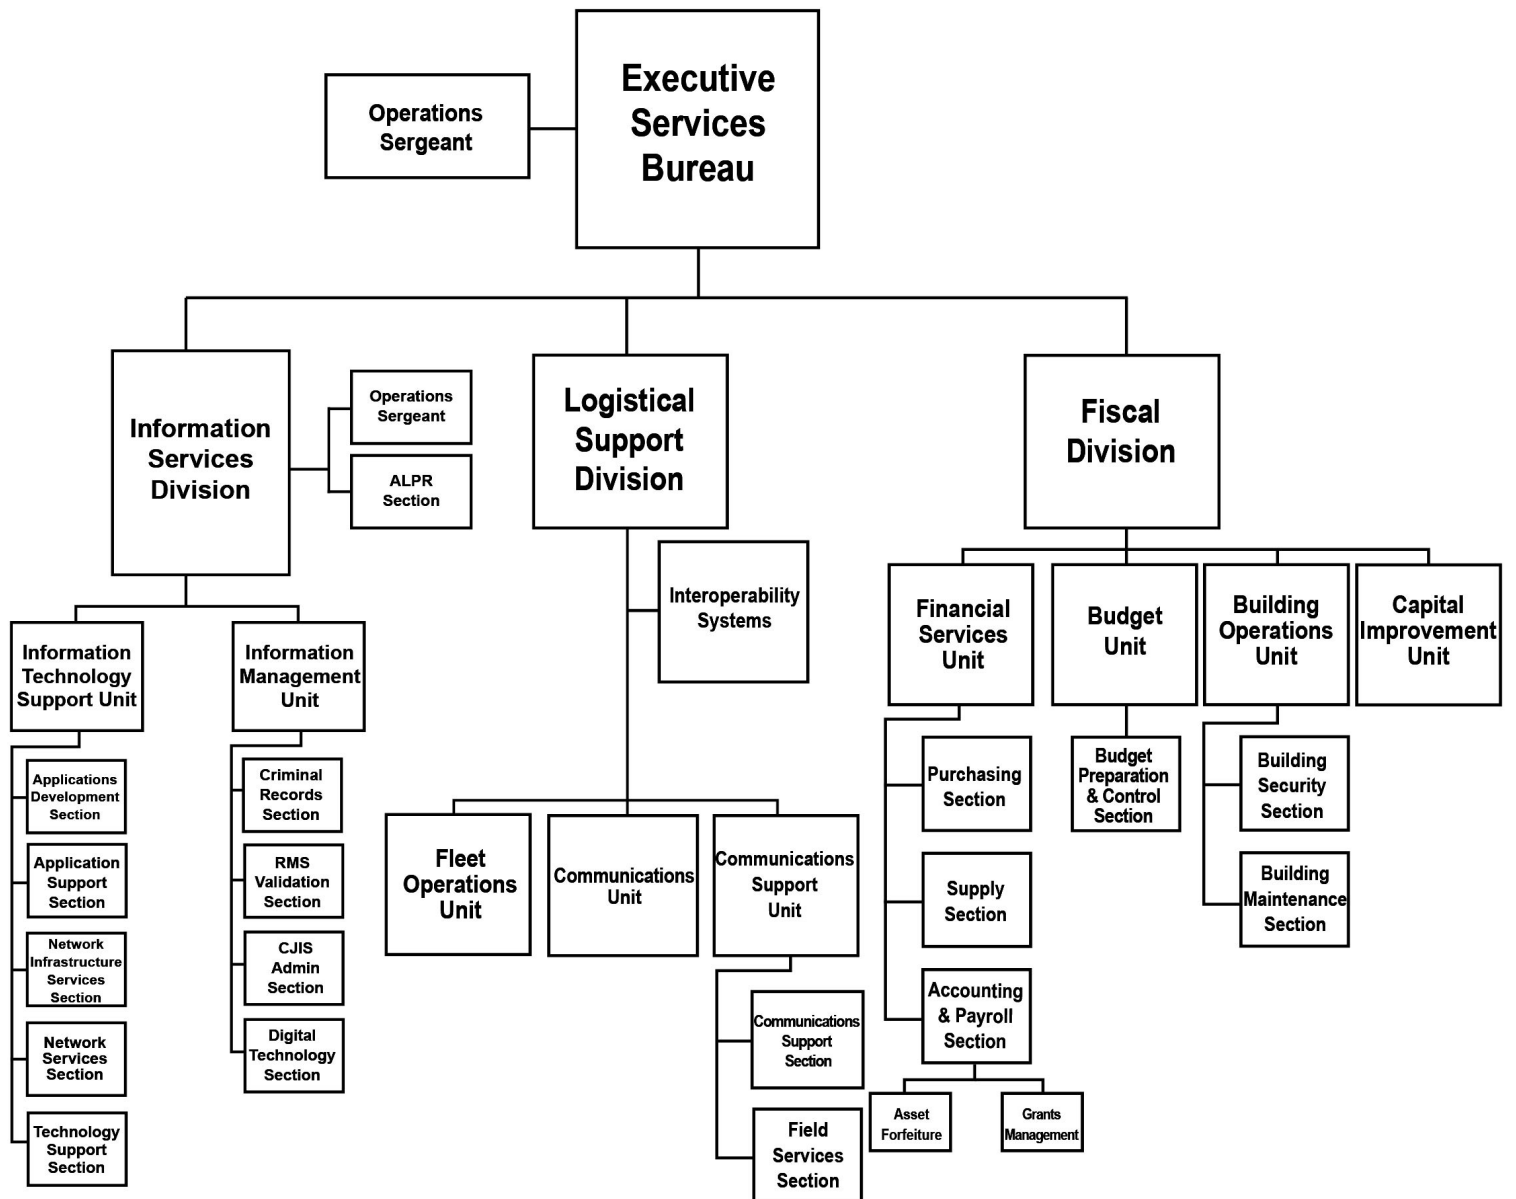 Executive
Services
Bureau
Operations
Sergeant
Information
Services
Division
Operations
Sergeant
ALPR
Section
Logistical
Support
Division
Fiscal
Division
Interoperability
Systems
Information
Technology
Support Unit
Information
Management
Unit
Financial
Services
Unit
Budget
Unit
Building
Operations
Unit
Capital
Improvement
Unit
Applications
Development
Section
Application
Support
Section
Network
Infrastructure
Services
Section
Network
Services
Section
Technology
Support
Section
Criminal
Records
Section
RMS
Validation
Section
CJIS
Admin
Section
Digital
Technology
Section
Fleet
Operations
Unit
Communications
Unit
Communications
Support
Unit
Communications
Support
Section
Field
Services
Section
Purchasing
Section
Supply
Section
Accounting
& Payroll
Section
Asset
Forfeiture
Grants
Management
Budget
Preparation
& Control
Section
Building
Security
Section
Building
Maintenance
Section